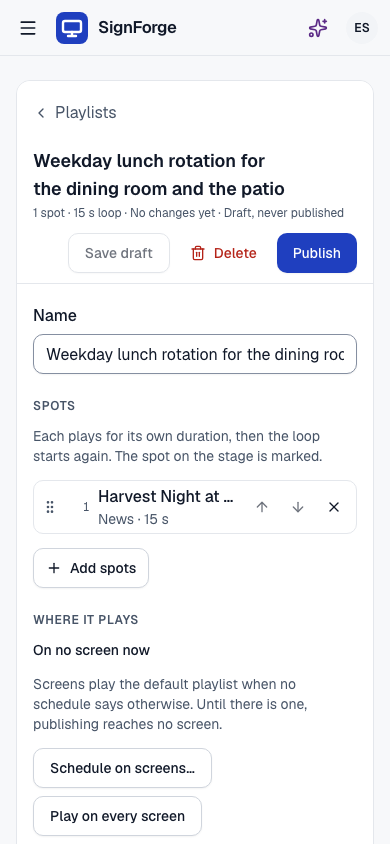 SignForge
ES
Playlists
Weekday lunch rotation for
the dining room and the patio
1 spot · 15 s loop · No changes yet · Draft, never published
Save draft
Delete
Publish
Name
Weekday lunch rotation for the dining roo
SPOTS
Each plays for its own duration, then the loop
starts again. The spot on the stage is marked.
1
Harvest Night at ...
News · 15 s
Add spots
WHERE IT PLAYS
On no screen now
Screens play the default playlist when no
schedule says otherwise. Until there is one,
publishing reaches no screen.
Schedule on screens...
Play on every screen